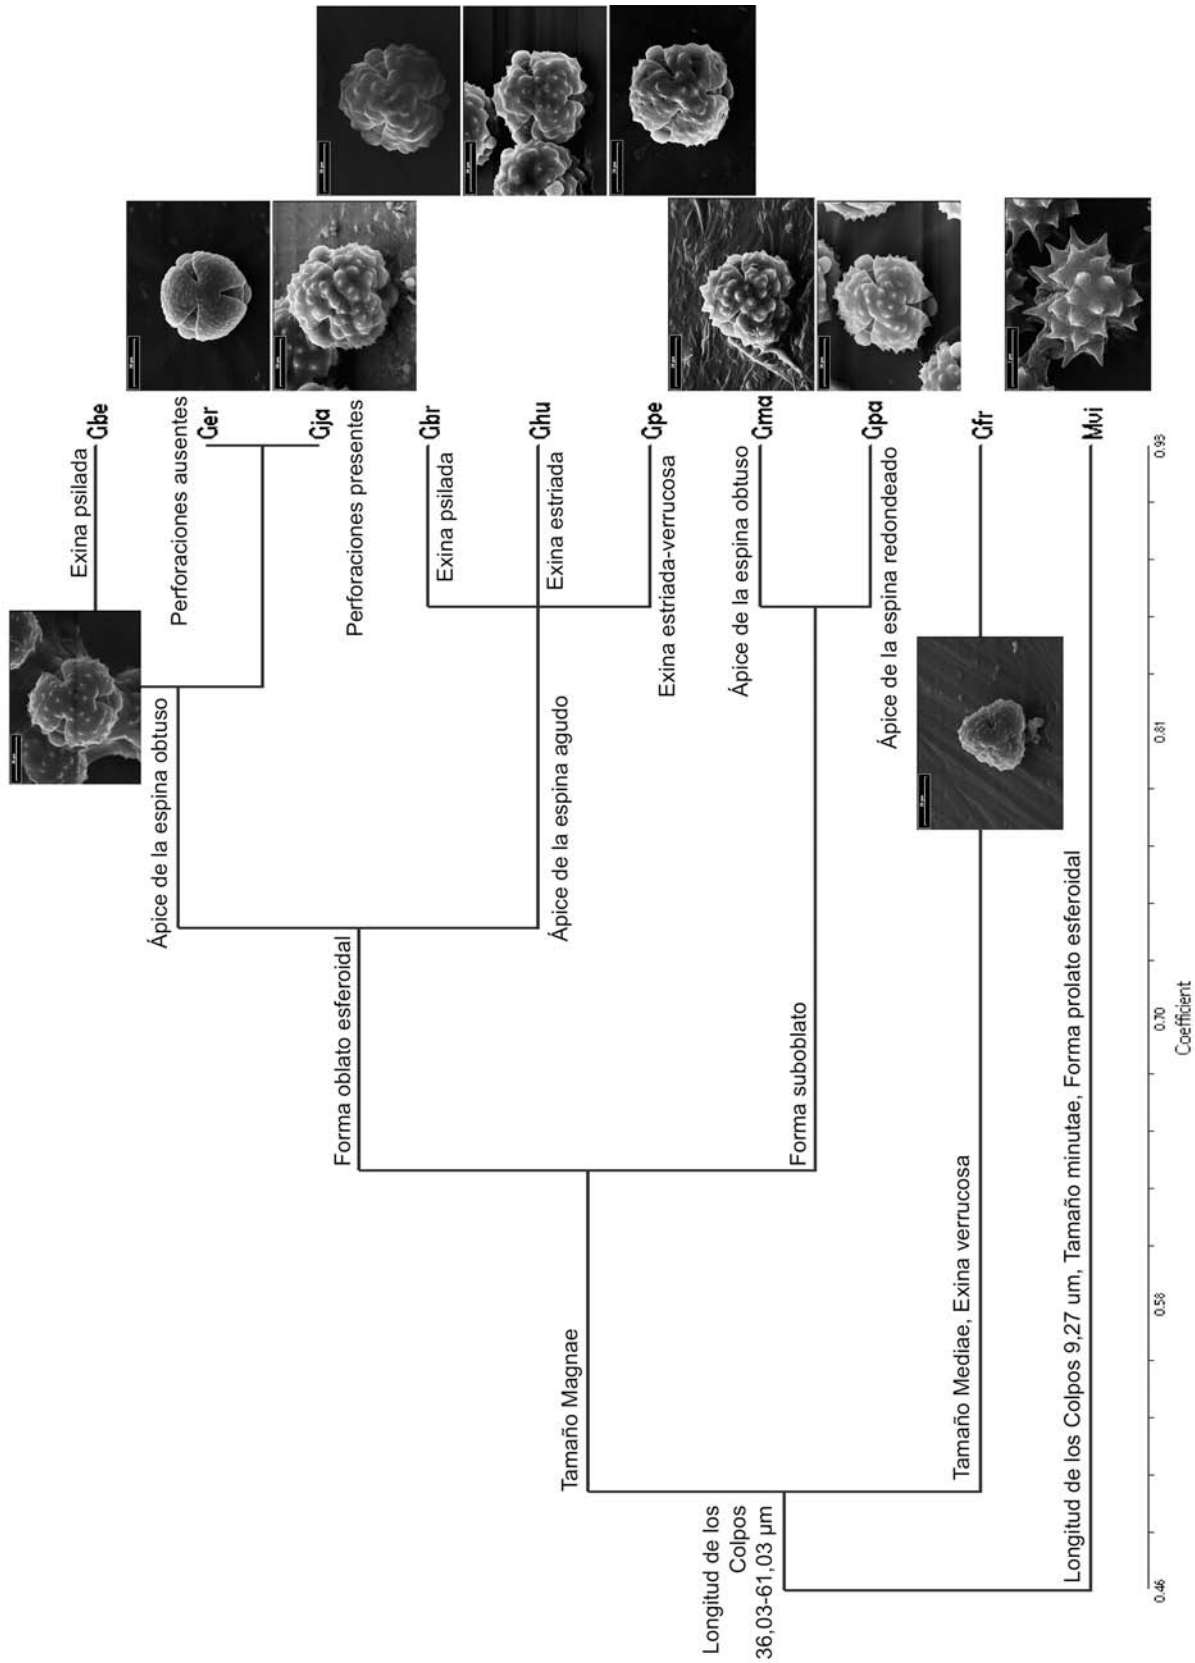 Exina psilada
Gbe
Ápice de la espina obtuso
Perforaciones ausentes
Ger
Gja
Perforaciones presentes
Forma oblato esferoidal
Exina psilada
Gbr
Ápice de la espina agudo
Exina estriada
Ghu
Exina estriada-verrucosa
Gpe
Tamaño Magnae
Forma suboblato
Ápice de la espina obtuso
Gma
Ápice de la espina redondeado
Gpa
Longitud de los
Colpos
36,03-61,03 µm
Tamaño Mediae, Exina verrucosa
Gfr
Longitud de los Colpos 9,27 um, Tamaño minutae, Forma prolato esferoidal
Mvi
0.46
0.58
0.70
0.81
0.93
Coefficient